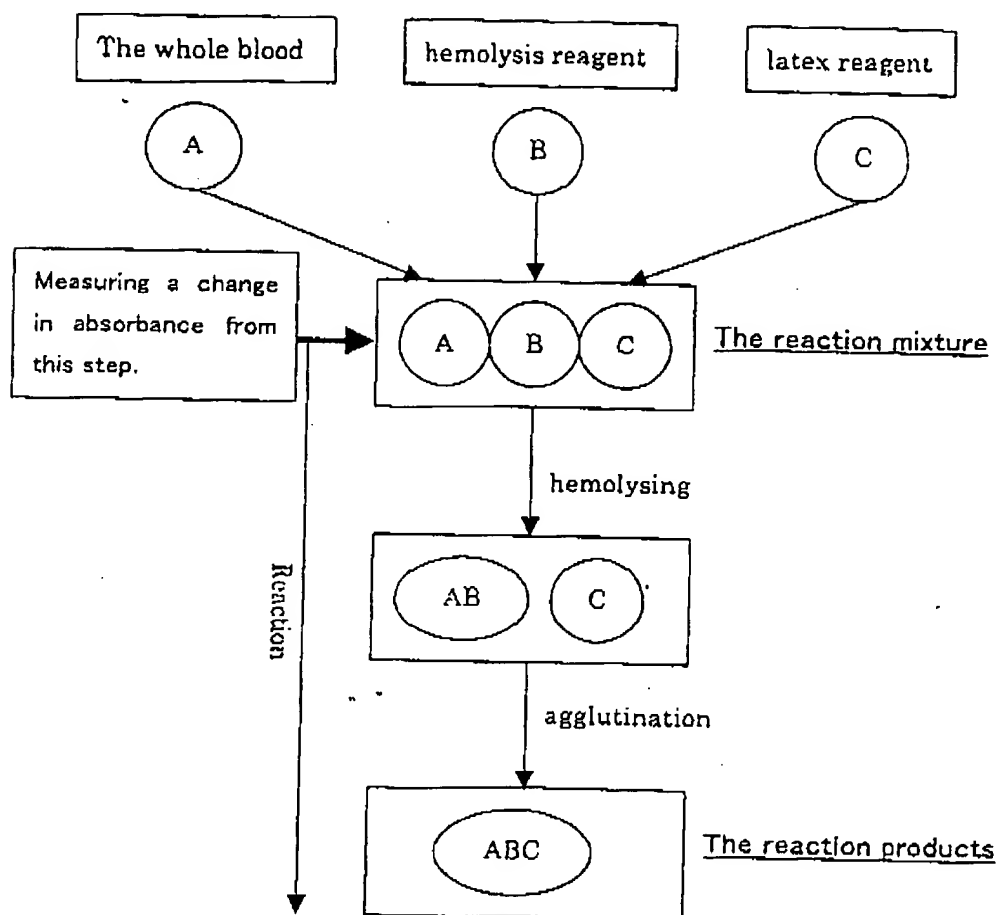 The whole blood
hemolysis reagent
latex reagent
A
B
C
Measuring a change
in absorbance from
this step.
A B C
The reaction mixture
hemolysing
Reaction
AB C
agglutination
ABC
The reaction products